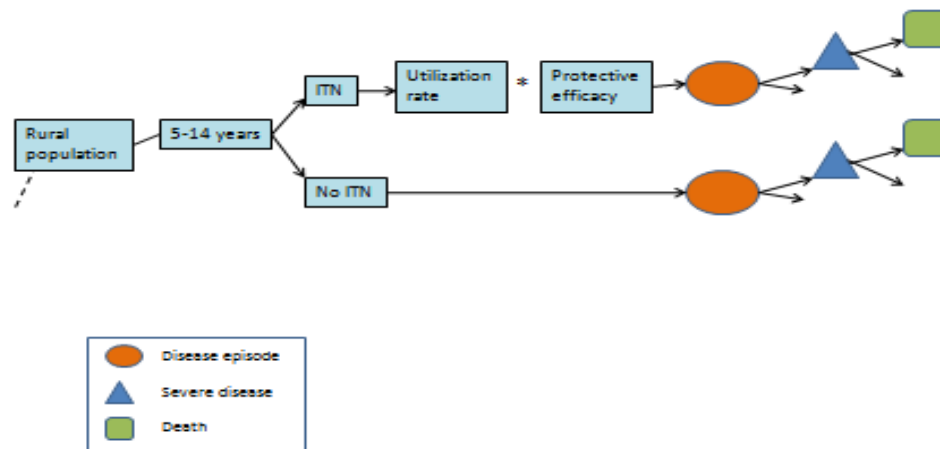 ITN
Utilization
rate
*
Protective
efficacy
Rural
population
5-14 years
No ITN
Disease episode
Severe disease
Death